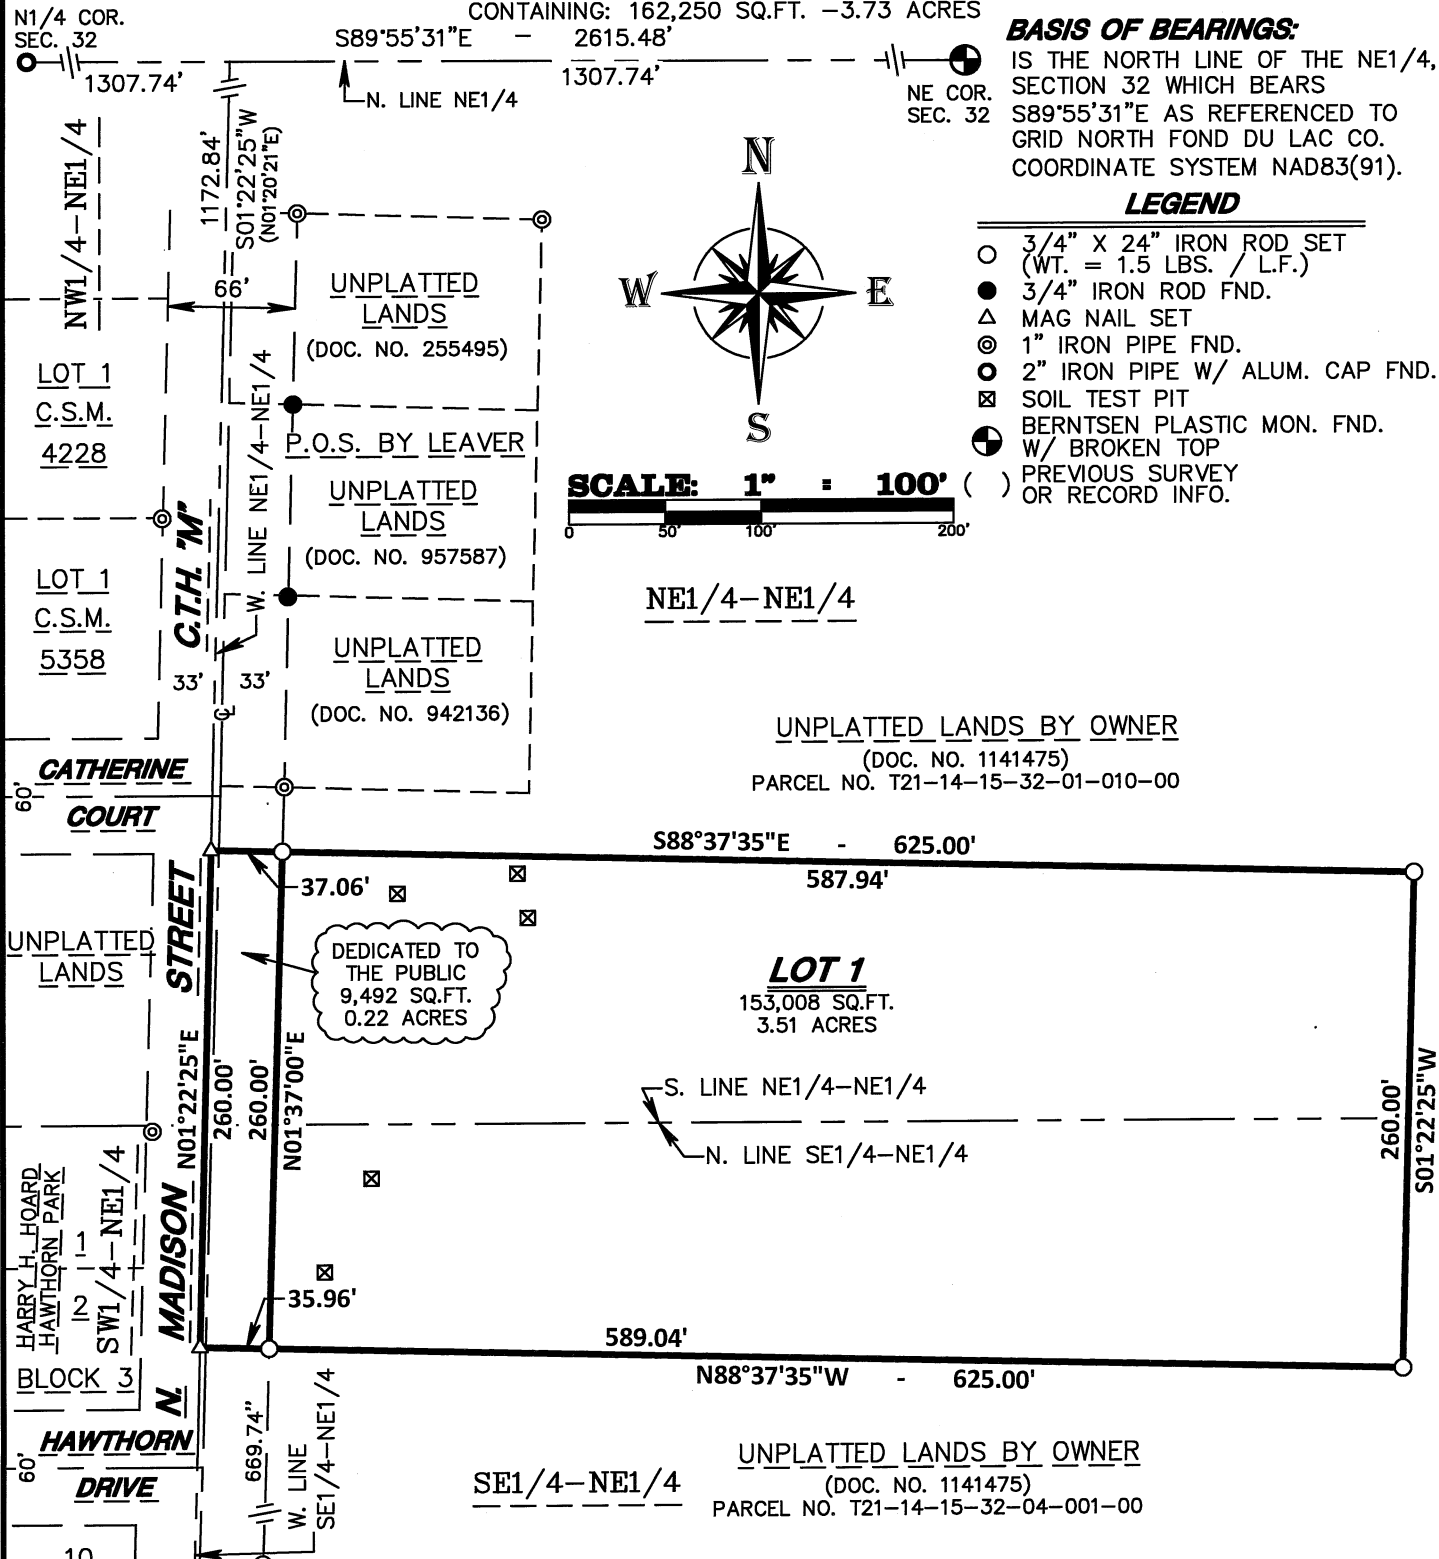 CONTAINING: 162,250 SQ.FT. -3.73 ACRES
N1/4 COR.
SEC. 32
S89°55'31"E - 2615.48'
1307.74'
1307.74'
N. LINE NE1/4
NE COR.
SEC. 32
BASIS OF BEARINGS:
IS THE NORTH LINE OF THE NE1/4,
SECTION 32 WHICH BEARS
S89°55'31"E AS REFERENCED TO
GRID NORTH FOND DU LAC CO.
COORDINATE SYSTEM NAD83(91).
LEGEND
3/4" X 24" IRON ROD SET
(WT. = 1.5 LBS. / L.F.)
3/4" IRON ROD FND.
MAG NAIL SET
1" IRON PIPE FND.
2" IRON PIPE W/ ALUM. CAP FND.
SOIL TEST PIT
BERNTSEN PLASTIC MON. FND.
W/ BROKEN TOP
( ) PREVIOUS SURVEY
OR RECORD INFO.
N
W
E
S
SCALE: 1" = 100'
0 50' 100' 200'
NW1/4-NE1/4
1172.84'
S01°22'25"W
(N01°20'21"E)
66'
UNPLATTED
LANDS
(DOC. NO. 255495)
LOT 1
C.S.M.
4228
W. LINE NE1/4-NE1/4
P.O.S. BY LEAVER
UNPLATTED
LANDS
(DOC. NO. 957587)
C.T.H. "M"
LOT 1
C.S.M.
5358
NE1/4-NE1/4
33' 33'
UNPLATTED
LANDS
(DOC. NO. 942136)
CL
UNPLATTED LANDS BY OWNER
(DOC. NO. 1141475)
PARCEL NO. T21-14-15-32-01-010-00
CATHERINE
COURT
60'
S88°37'35"E - 625.00'
37.06'
587.94'
UNPLATTED
LANDS
DEDICATED TO
THE PUBLIC
9,492 SQ.FT.
0.22 ACRES
LOT 1
153,008 SQ.FT.
3.51 ACRES
N. MADISON STREET
N01°22'25"E
260.00'
260.00'
N01°37'00"E
S. LINE NE1/4-NE1/4
N. LINE SE1/4-NE1/4
260.00'
S01°22'25"W
HARRY H. HOARD
HAWTHORN PARK
1
2
SW1/4-NE1/4
BLOCK 3
35.96'
589.04'
N88°37'35"W - 625.00'
HAWTHORN
DRIVE
60'
669.74"
W. LINE
SE1/4-NE1/4
SE1/4-NE1/4
UNPLATTED LANDS BY OWNER
(DOC. NO. 1141475)
PARCEL NO. T21-14-15-32-04-001-00
10